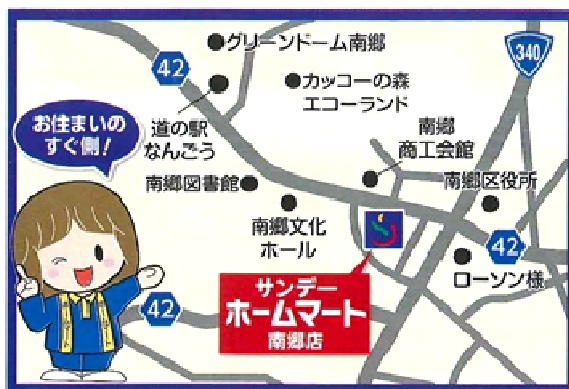 グリーンドーム南郷
340
42
カッコーの森
エコーランド
お住まいの
すぐ側！
道の駅
なんごう
南郷
商工会館
南郷図書館
南郷区役所
南郷文化
ホール
42
ローソン様
サンデー
ホームマート
南郷店
42